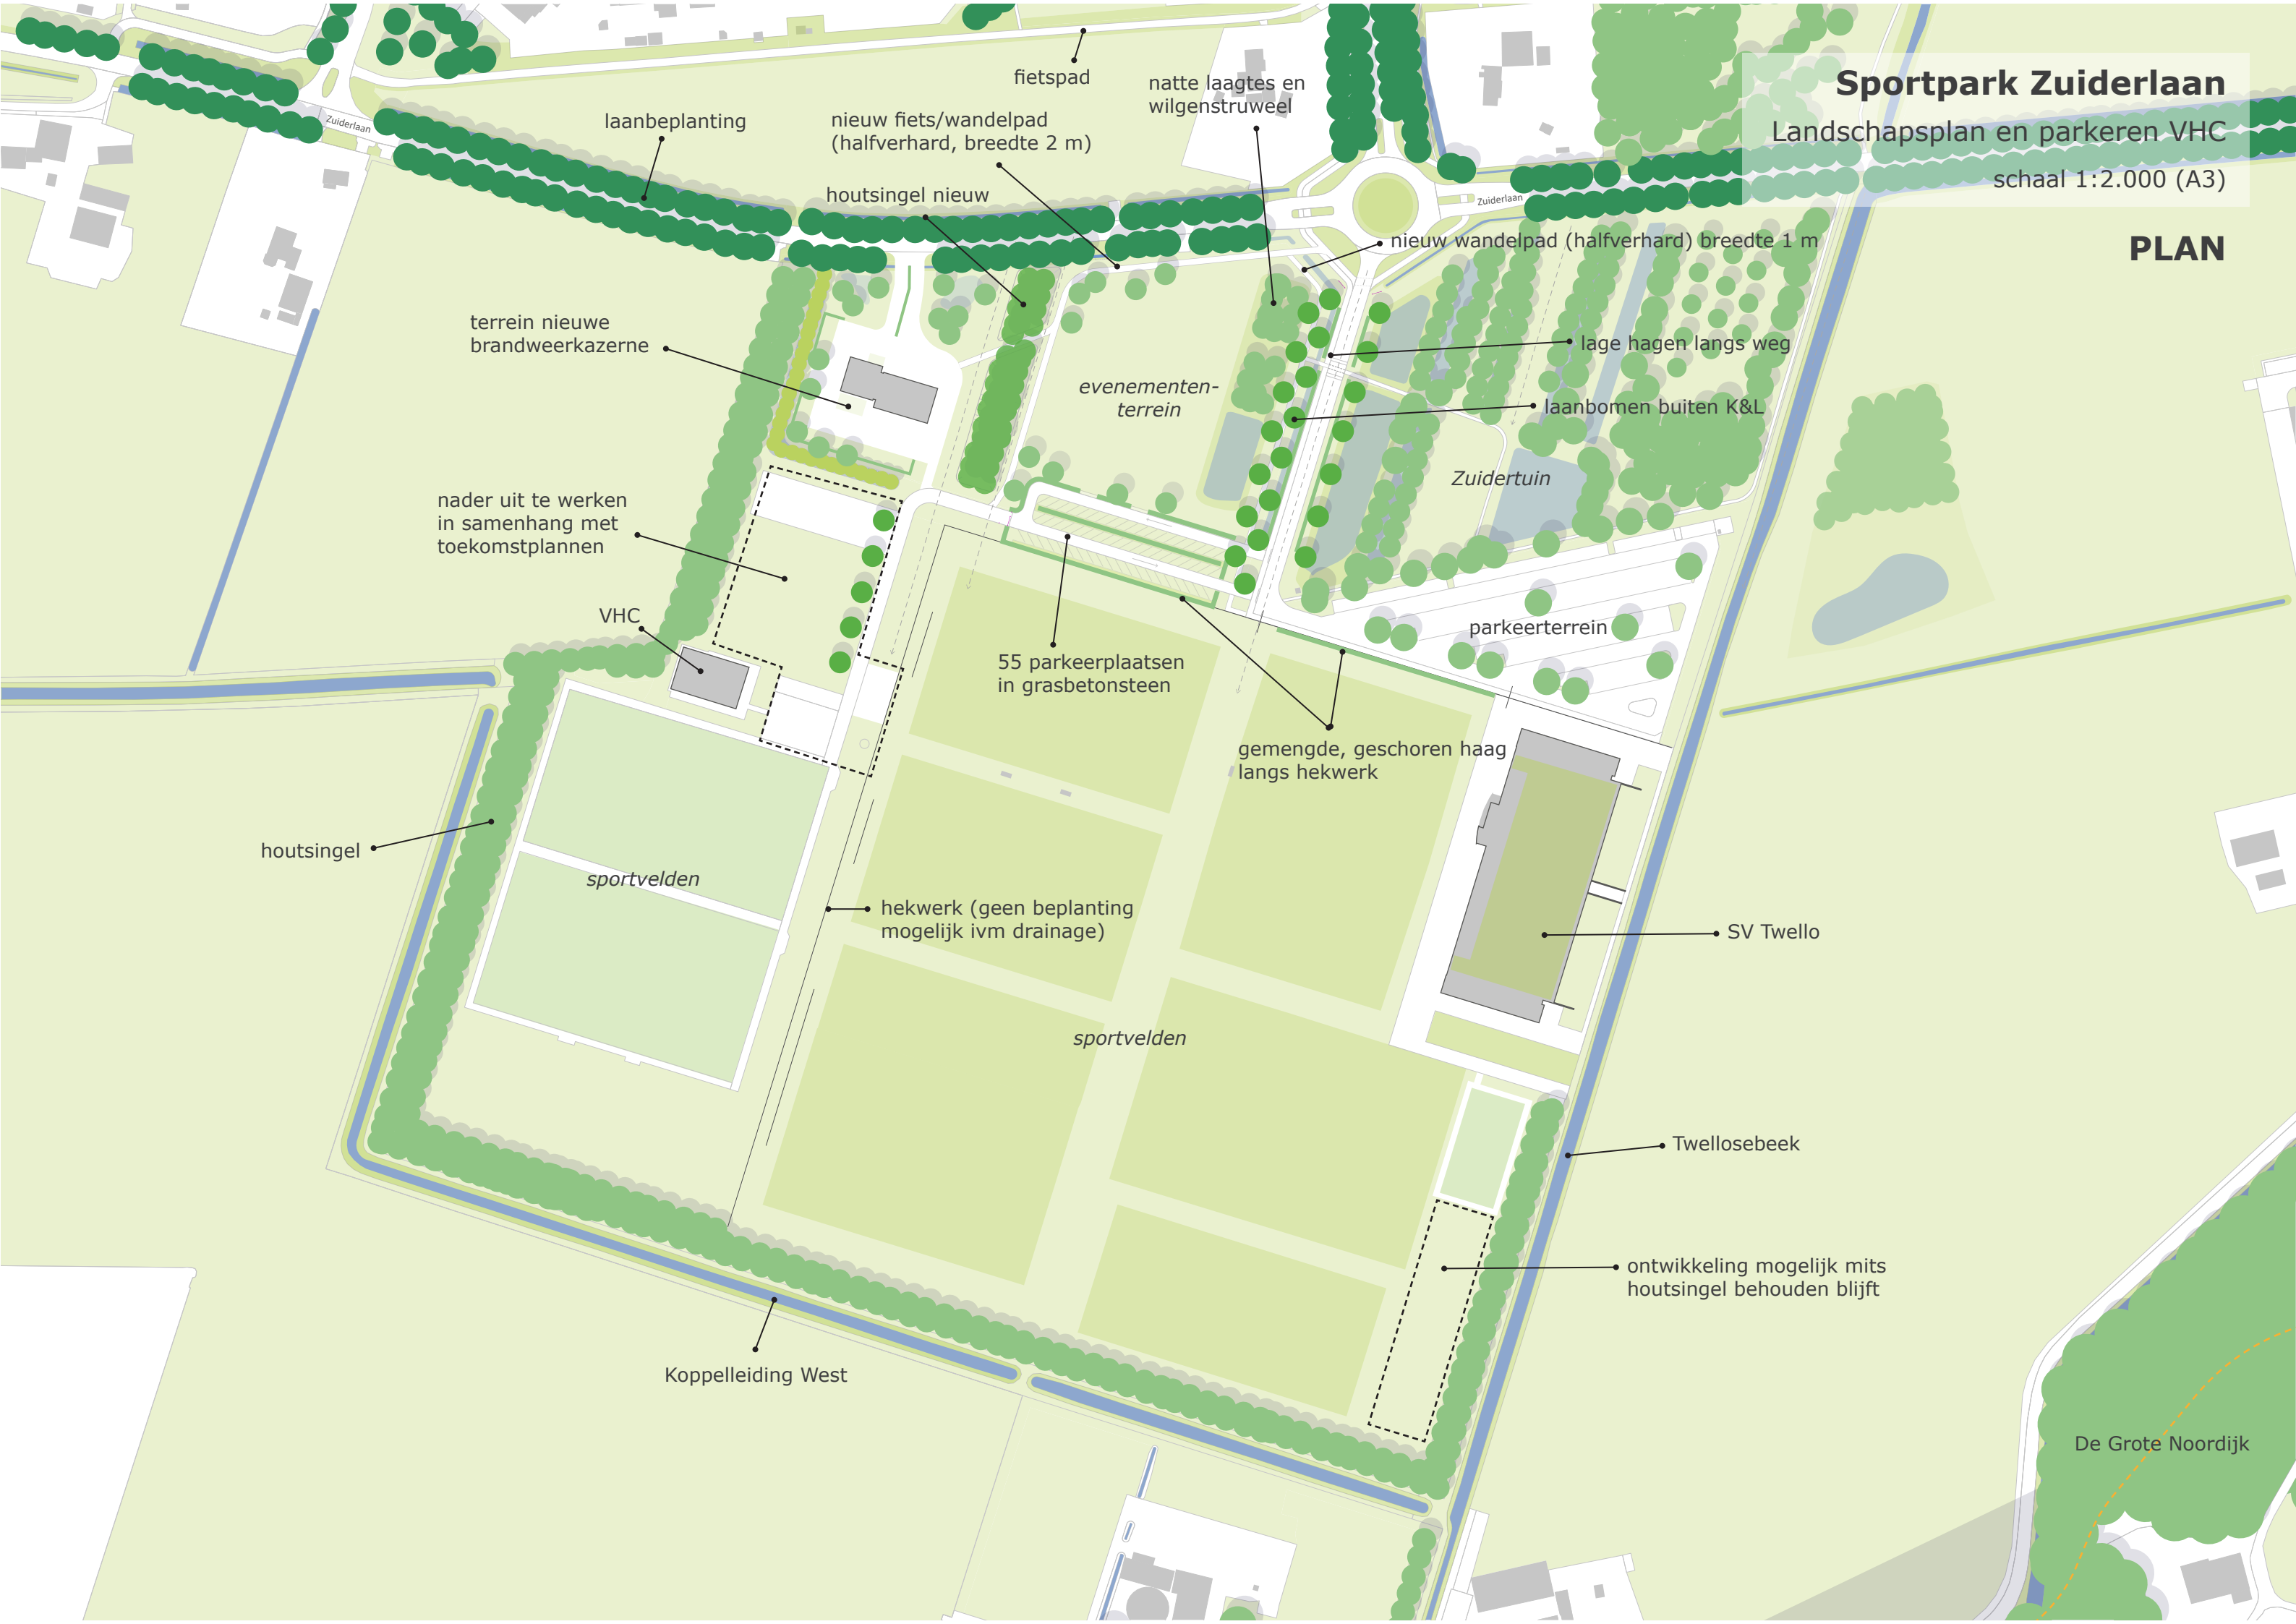 Sportpark Zuiderlaan
Landschapsplan en parkeren VHC
schaal 1:2.000 (A3)
PLAN
fietspad
natte laagtes en
wilgenstruweel
laanbeplanting
nieuw fiets/wandelpad
(halfverhard, breedte 2 m)
houtsingel nieuw
Zuiderlaan
Zuiderlaan
nieuw wandelpad (halfverhard) breedte 1 m
terrein nieuwe
brandweerkazerne
lage hagen langs weg
evenementen-
terrein
laanbomen buiten K&L
Zuidertuin
nader uit te werken
in samenhang met
toekomstplannen
VHC
parkeerterrein
55 parkeerplaatsen
in grasbetonsteen
gemengde, geschoren haag
langs hekwerk
houtsingel
sportvelden
hekwerk (geen beplanting
mogelijk ivm drainage)
SV Twello
sportvelden
Twellosebeek
ontwikkeling mogelijk mits
houtsingel behouden blijft
Koppelleiding West
De Grote Noordijk